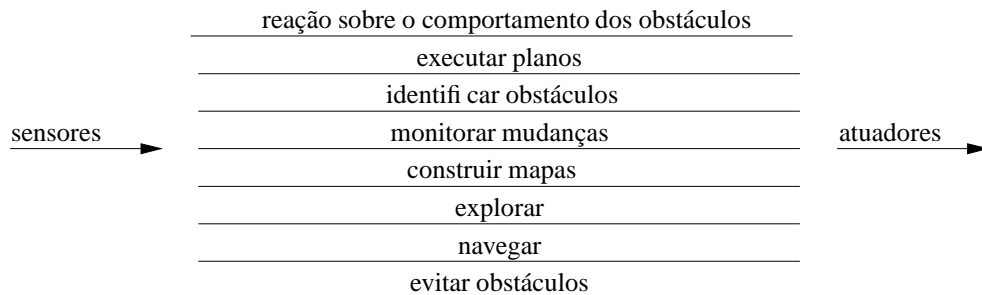 reação sobre o comportamento dos obstáculos
executar planos
identifi car obstáculos
sensores
monitorar mudanças
atuadores
construir mapas
explorar
navegar
evitar obstáculos